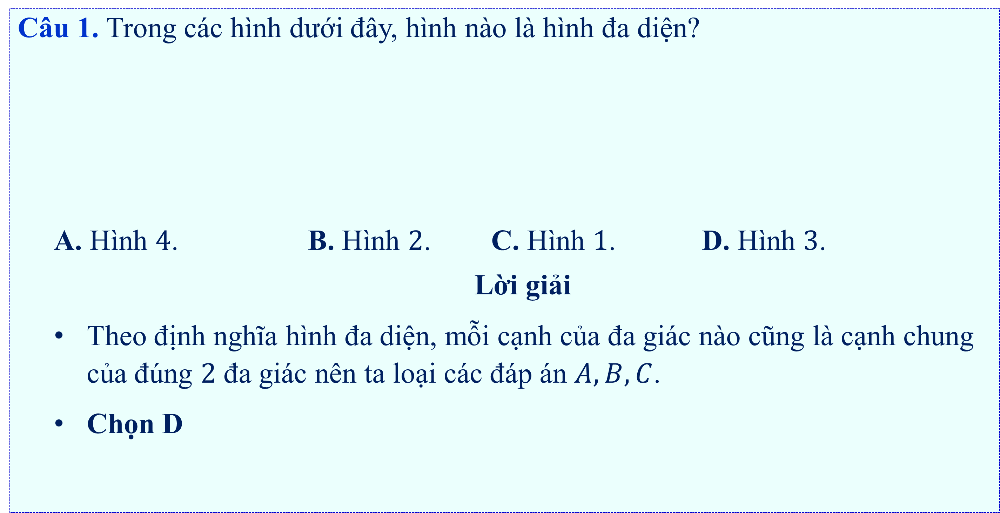 Câu 1. Trong các hình dưới đây, hình nào là hình đa diện?
A. Hình 4. B. Hình 2. C. Hình 1. D. Hình 3.
Lời giải
• Theo định nghĩa hình đa diện, mỗi cạnh của đa giác nào cũng là cạnh chung
của đúng 2 đa giác nên ta loại các đáp án A, B, C.
• Chọn D